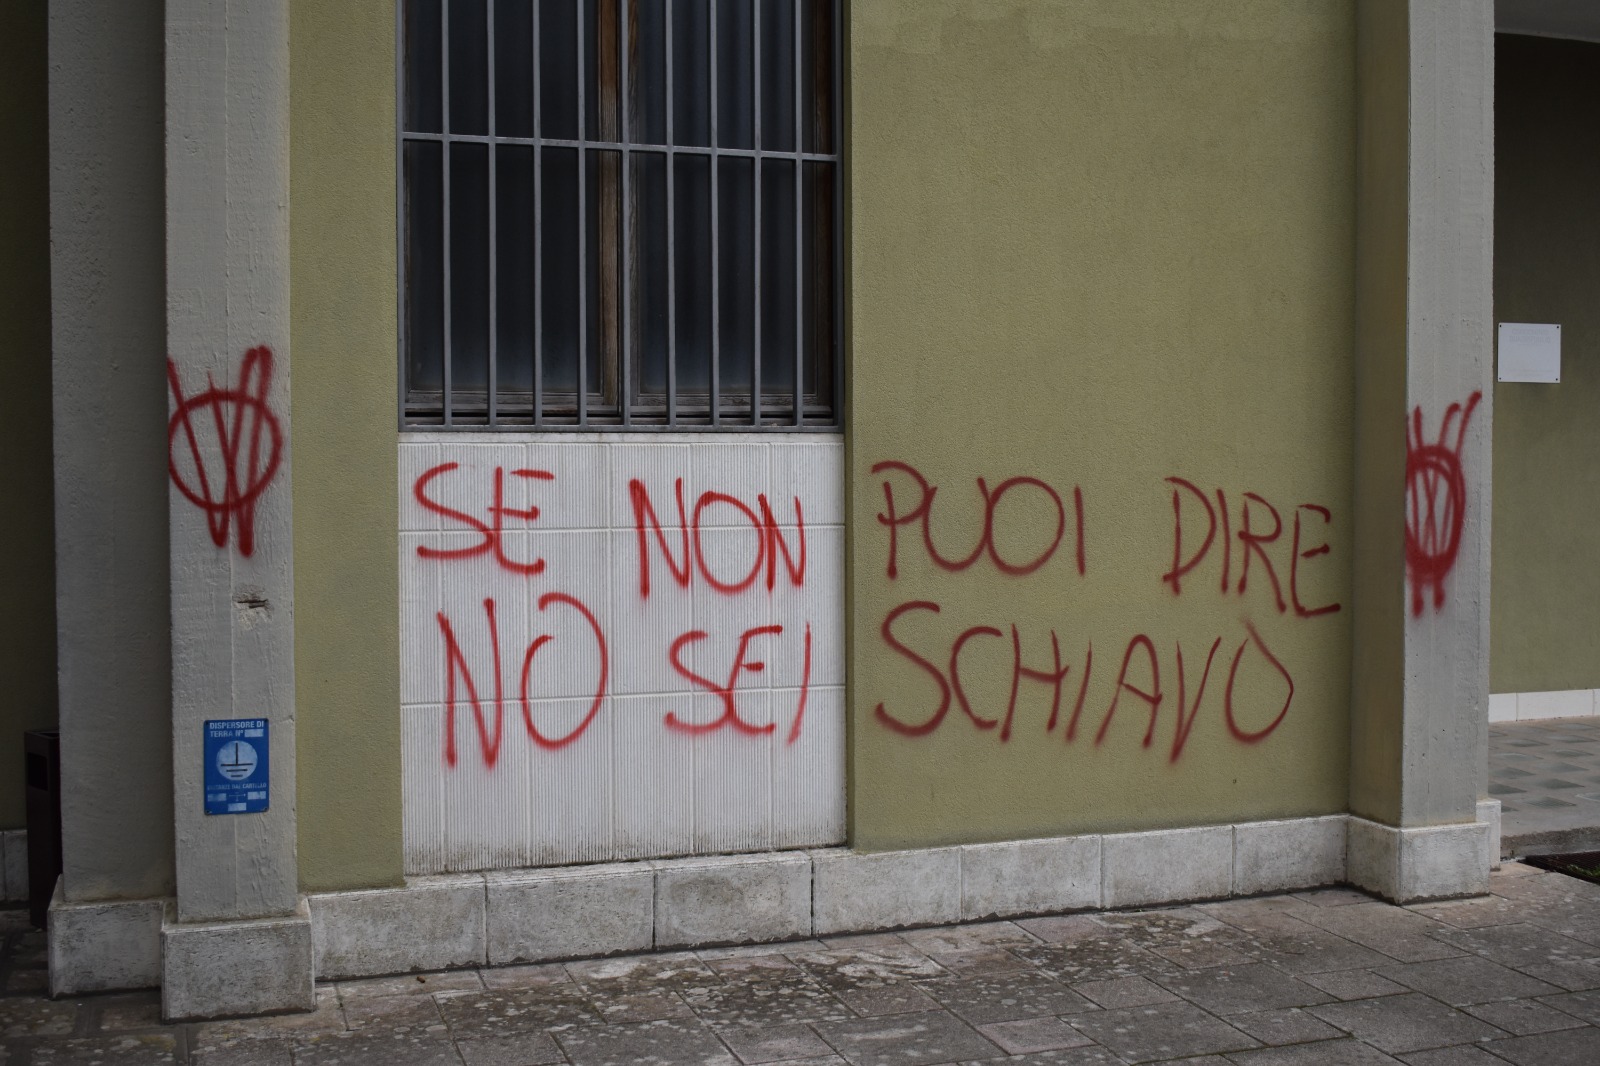 SE NON PUOI DIRE
NO SEI SCHIAVO
DISPERSORE DI
TERRA N°